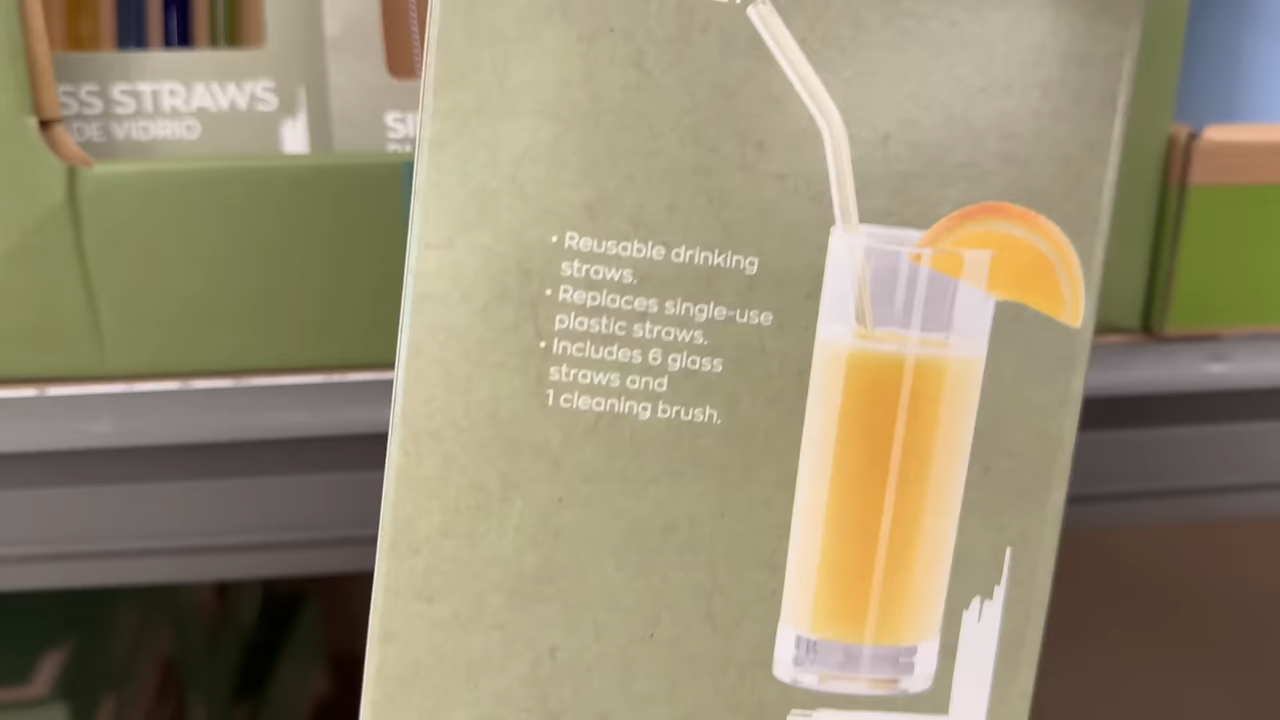 SS STRAWS
DE VIDRIO
• Reusable drinking
straws.
• Replaces single-use
plastic straws.
• Includes 6 glass
straws and
1 cleaning brush.